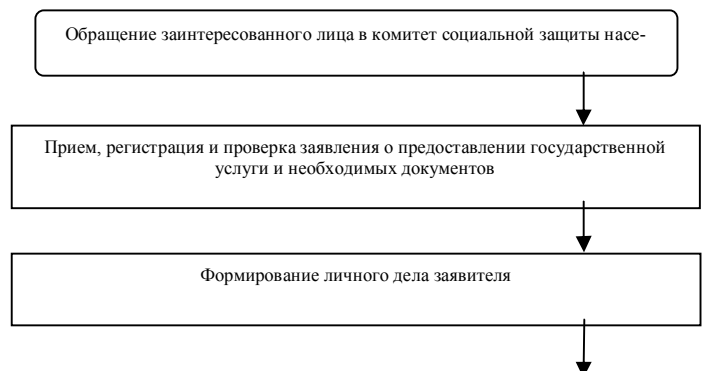 Обращение заинтересованного лица в комитет социальной защиты насе-
Прием, регистрация и проверка заявления о предоставлении государственной
услуги и необходимых документов
Формирование личного дела заявителя